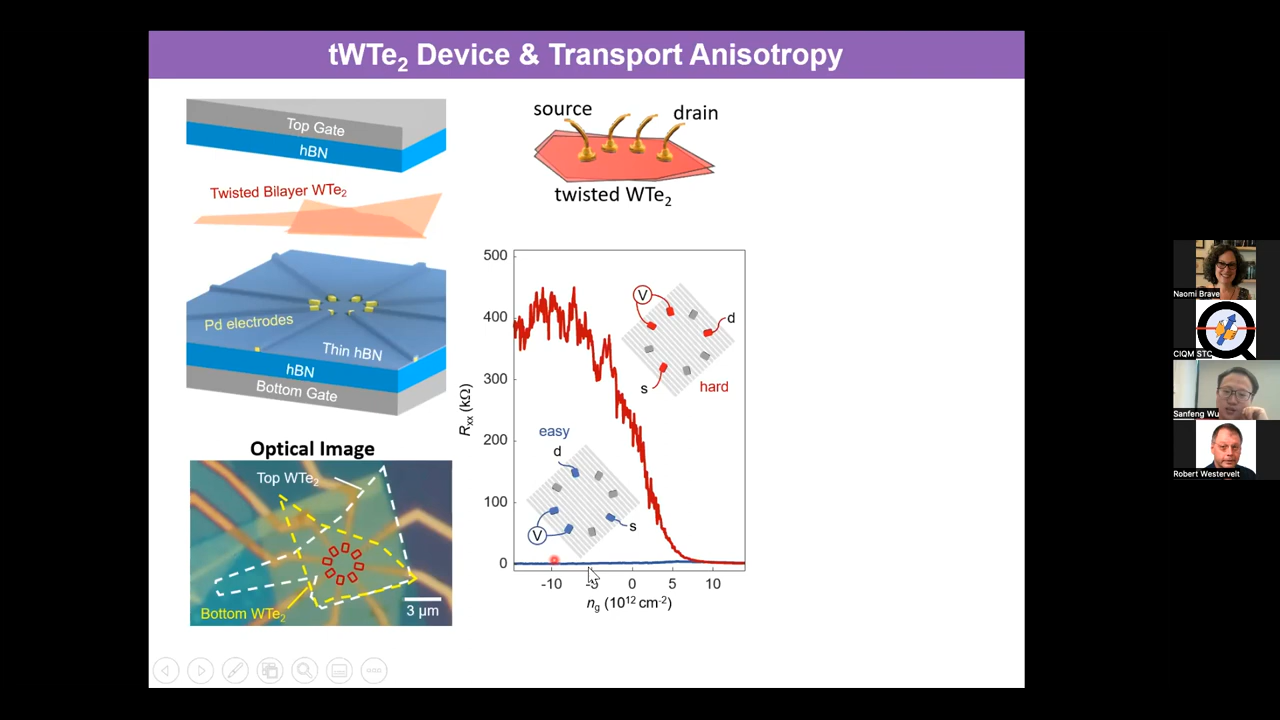 tWTe₂ Device & Transport Anisotropy
Top Gate
hBN
Twisted Bilayer WTe₂
Pd electrodes
Thin hBN
hBN
Bottom Gate
Optical Image
Top WTe₂
Bottom WTe₂
3 μm
source
drain
twisted WTe₂
500
400
300
200
100
0
Rxx (kΩ)
V
d
s
hard
easy
d
V
s
-10
-5
0
5
10
ng (10¹² cm⁻²)
Naomi Brave
CIQM STC
Sanfeng Wu
Robert Westervelt